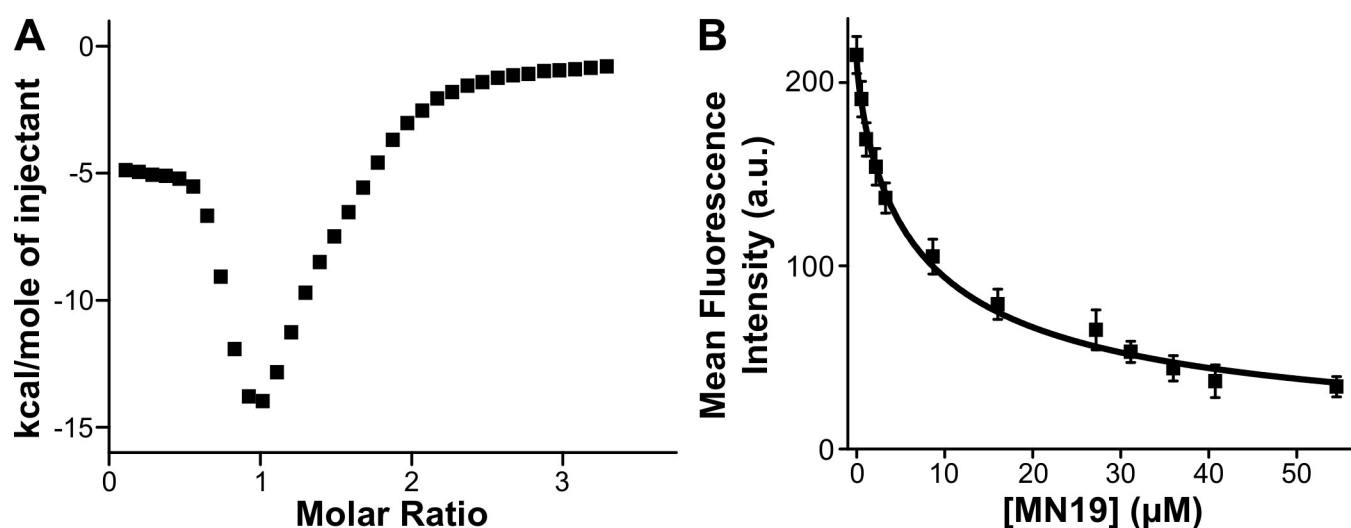 A
0
-5
-10
-15
kcal/mole of injectant
0 1 2 3
Molar Ratio
B
200
100
0
Mean Fluorescence
Intensity (a.u.)
0 10 20 30 40 50
[MN19] (µM)